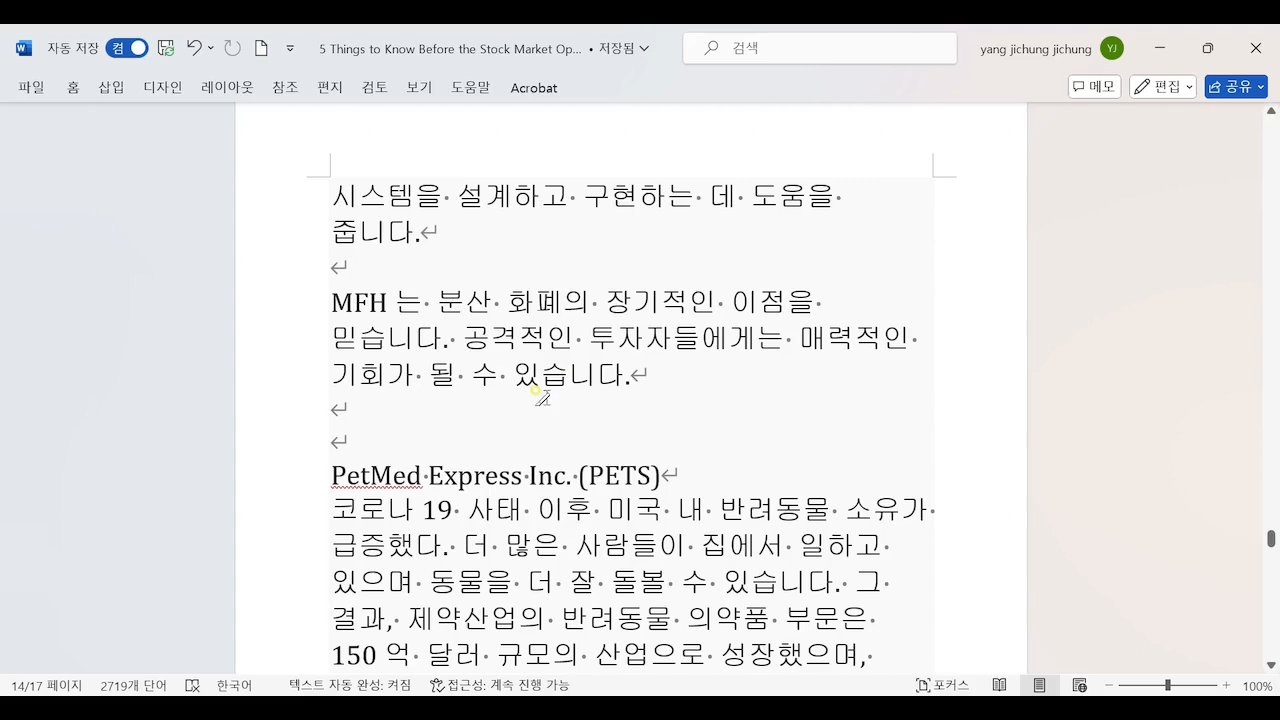 자동 저장 켬 5 Things to Know Before the Stock Market Op... • 저장됨 검색 yang jichung jichung YJ
파일 홈 삽입 디자인 레이아웃 참조 편지 검토 보기 도움말 Acrobat 메모 편집 공유
시스템을 설계하고 구현하는 데 도움을
줍니다.
MFH 는 분산 화폐의 장기적인 이점을
믿습니다. 공격적인 투자자들에게는 매력적인
기회가 될 수 있습니다.
PetMed Express Inc. (PETS)
코로나 19 사태 이후 미국 내 반려동물 소유가
급증했다. 더 많은 사람들이 집에서 일하고
있으며 동물을 더 잘 돌볼 수 있습니다. 그
결과, 제약산업의 반려동물 의약품 부문은
150 억 달러 규모의 산업으로 성장했으며,
14/17 페이지 2719개 단어 한국어 텍스트 자동 완성: 켜짐 접근성: 계속 진행 가능 포커스 100%